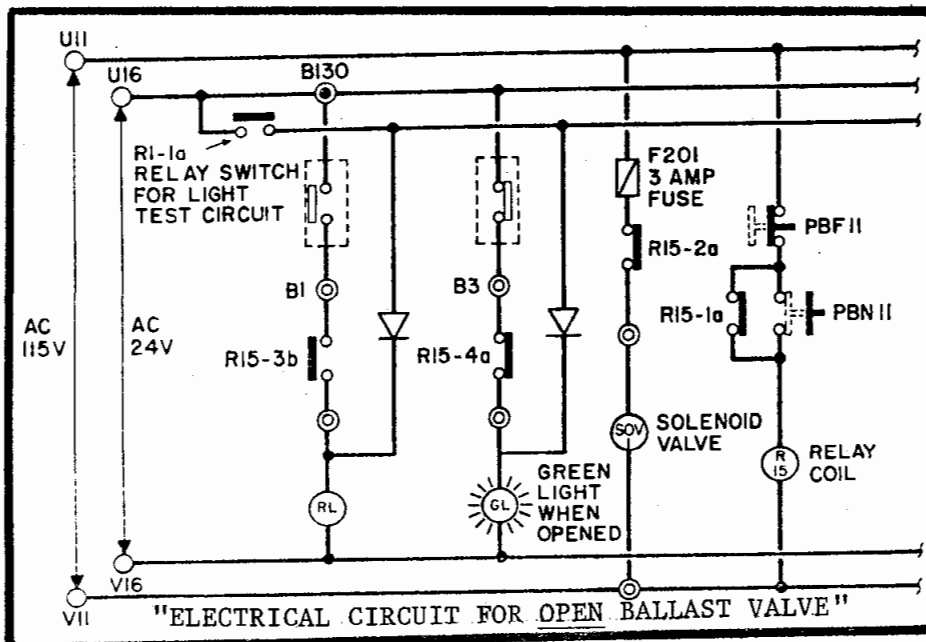 U11
U16
B130
R1-1a
RELAY SWITCH
FOR LIGHT
TEST CIRCUIT
F201
3 AMP
FUSE
PBF11
R15-2a
B1
B3
R15-1a
PBN11
AC
115V
AC
24V
R15-3b
R15-4a
SOV
SOLENOID
VALVE
R
15
RELAY
COIL
RL
GL
GREEN
LIGHT
WHEN
OPENED
V16
V11
"ELECTRICAL CIRCUIT FOR OPEN BALLAST VALVE"